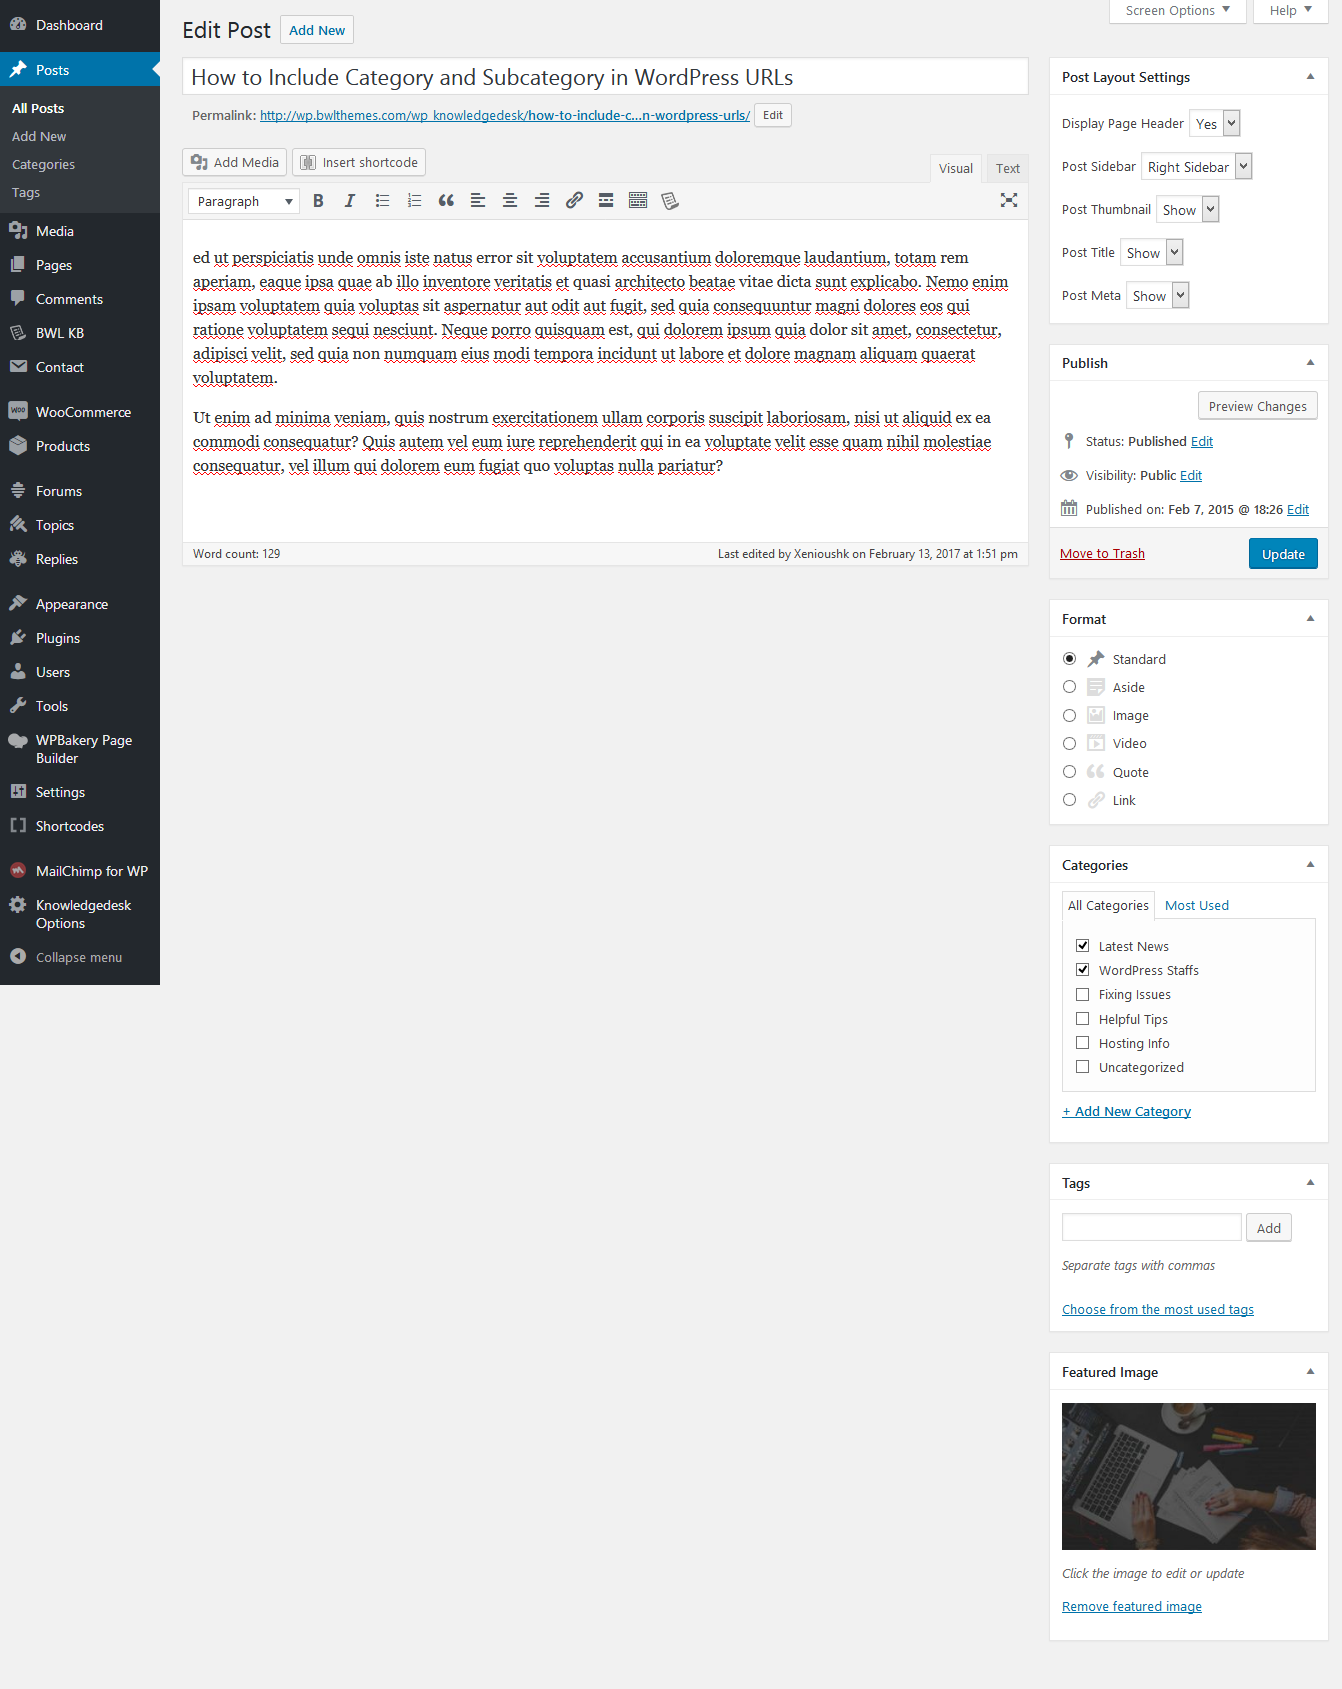 Dashboard
Posts
All Posts
Add New
Categories
Tags
Media
Pages
Comments
BWL KB
Contact
WooCommerce
Products
Forums
Topics
Replies
Appearance
Plugins
Users
Tools
WPBakery Page
Builder
Settings
Shortcodes
MailChimp for WP
Knowledgedesk
Options
Collapse menu
Screen Options
Help
Edit Post
Add New
How to Include Category and Subcategory in WordPress URLs
Permalink: http://wp.bwlthemes.com/wp_knowledgedesk/how-to-include-c...n-wordpress-urls/ Edit
Add Media
Insert shortcode
Visual
Text
Paragraph
ed ut perspiciatis unde omnis iste natus error sit voluptatem accusantium doloremque laudantium, totam rem
aperiam, eaque ipsa quae ab illo inventore veritatis et quasi architecto beatae vitae dicta sunt explicabo. Nemo enim
ipsam voluptatem quia voluptas sit aspernatur aut odit aut fugit, sed quia consequuntur magni dolores eos qui
ratione voluptatem sequi nesciunt. Neque porro quisquam est, qui dolorem ipsum quia dolor sit amet, consectetur,
adipisci velit, sed quia non numquam eius modi tempora incidunt ut labore et dolore magnam aliquam quaerat
voluptatem.
Ut enim ad minima veniam, quis nostrum exercitationem ullam corporis suscipit laboriosam, nisi ut aliquid ex ea
commodi consequatur? Quis autem vel eum iure reprehenderit qui in ea voluptate velit esse quam nihil molestiae
consequatur, vel illum qui dolorem eum fugiat quo voluptas nulla pariatur?
Word count: 129
Last edited by Xenioushk on February 13, 2017 at 1:51 pm
Post Layout Settings
Display Page Header Yes
Post Sidebar Right Sidebar
Post Thumbnail Show
Post Title Show
Post Meta Show
Publish
Preview Changes
Status: Published Edit
Visibility: Public Edit
Published on: Feb 7, 2015 @ 18:26 Edit
Move to Trash
Update
Format
Standard
Aside
Image
Video
Quote
Link
Categories
All Categories
Most Used
Latest News
WordPress Staffs
Fixing Issues
Helpful Tips
Hosting Info
Uncategorized
+ Add New Category
Tags
Add
Separate tags with commas
Choose from the most used tags
Featured Image
Click the image to edit or update
Remove featured image